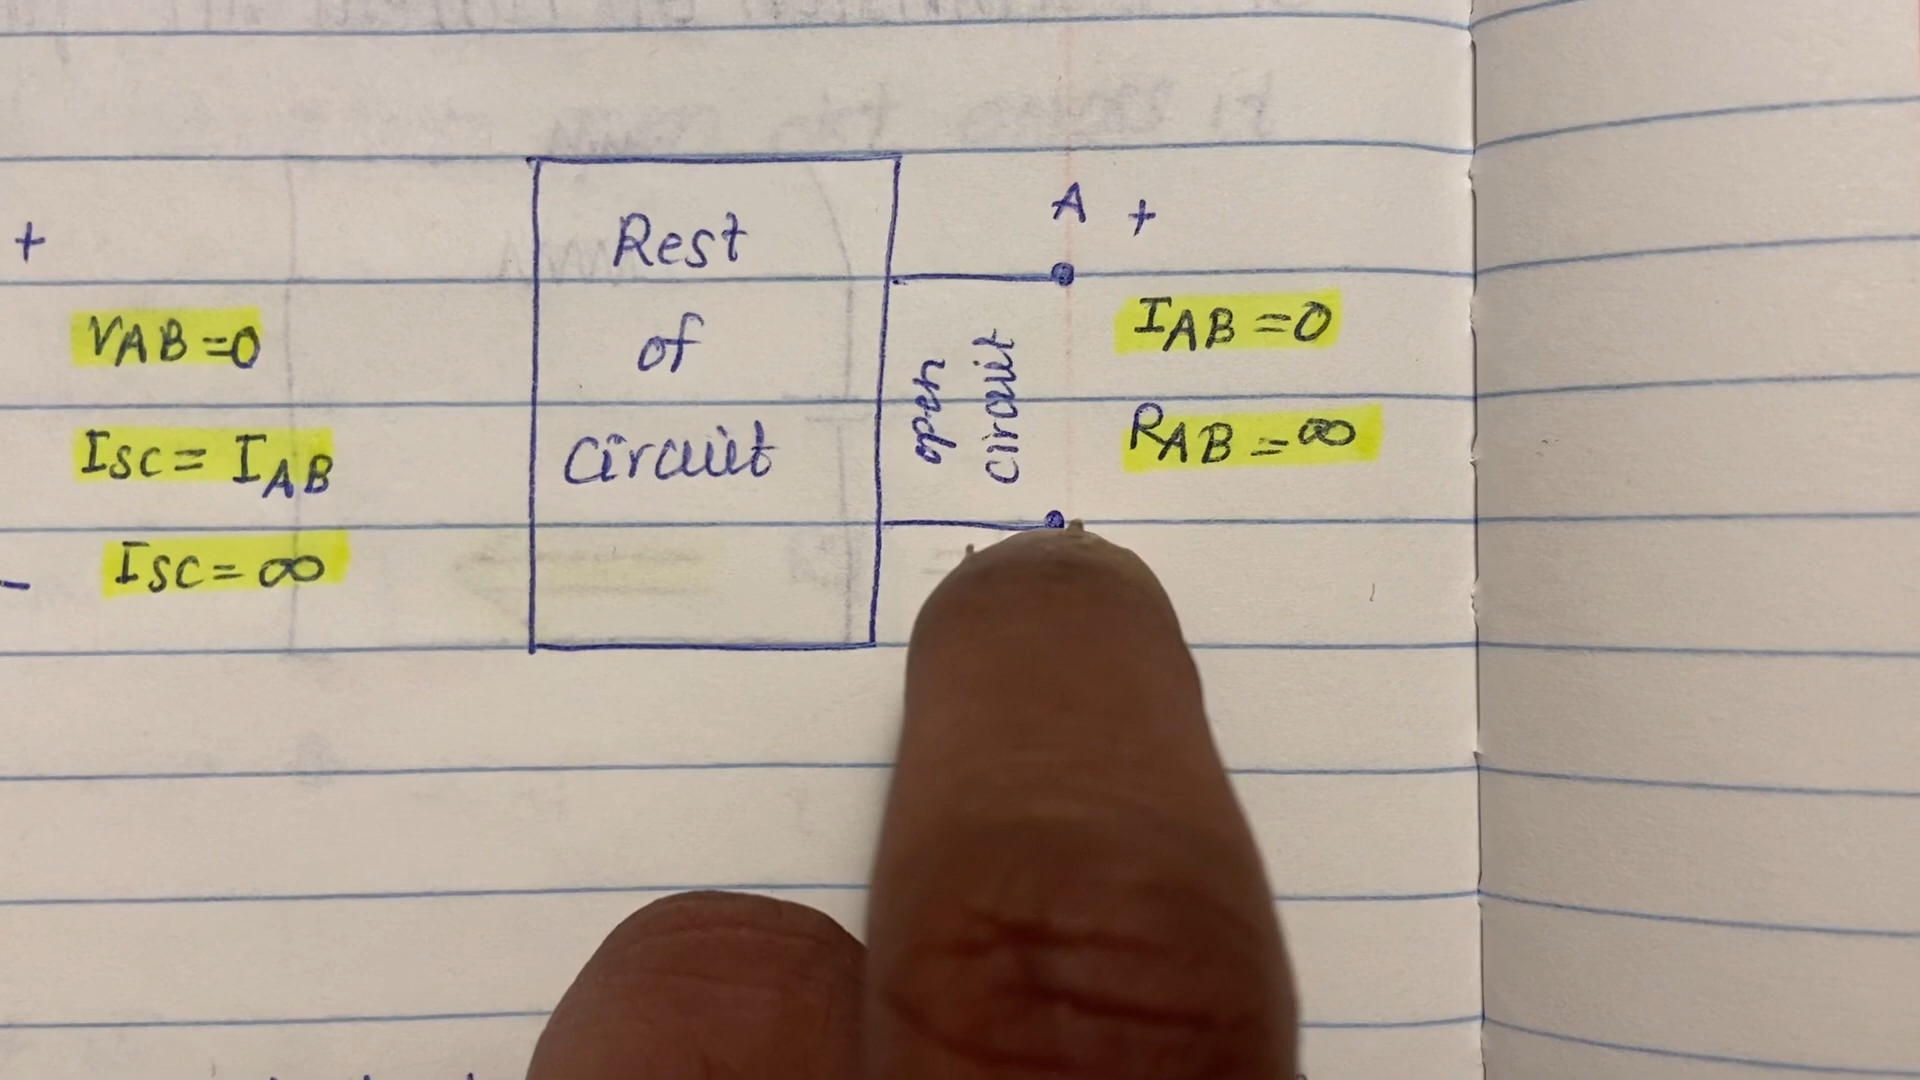 +
VAB=0
ISC= IAB
ISC=∞
-
Rest
of
circuit
open
circuit
A +
IAB=0
RAB=∞